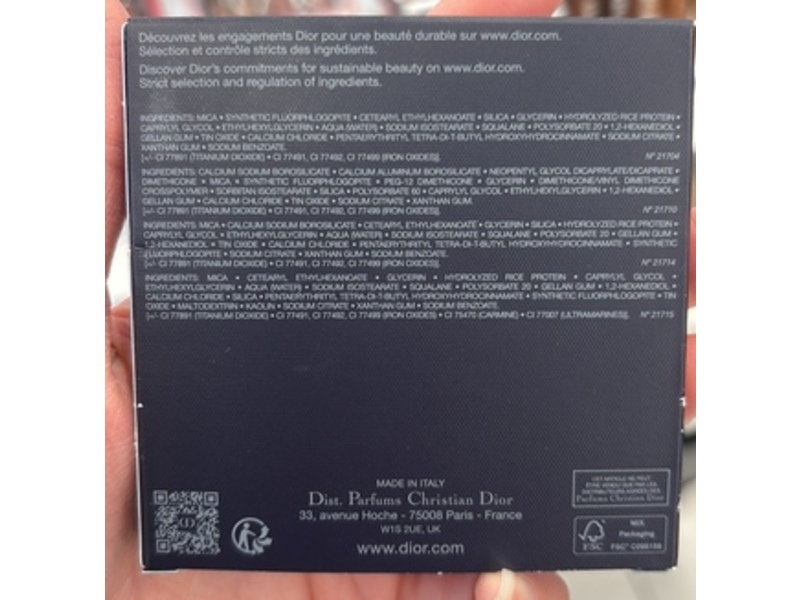 Découvrez les engagements Dior pour une beauté durable sur www.dior.com.
Sélection et contrôle stricts des ingrédients.
Discover Dior's commitments for sustainable beauty on www.dior.com.
Strict selection and regulation of ingredients.
INGREDIENTS: MICA • SYNTHETIC FLUORPHLOGOPITE • CETEARYL ETHYLHEXANOATE • SILICA • GLYCERIN • HYDROLYZED RICE PROTEIN •
CAPRYLYL GLYCOL • ETHYLHEXYLGLYCERIN • AQUA (WATER) • SODIUM ISOSTEARATE • SQUALANE • POLYSORBATE 20 • 1,2-HEXANEDIOL •
GELLAN GUM • TIN OXIDE • CALCIUM CHLORIDE • PENTAERYTHRITYL TETRA-DI-T-BUTYL HYDROXYHYDROCINNAMATE • SODIUM CITRATE •
XANTHAN GUM • SODIUM BENZOATE.
[+/- CI 77891 (TITANIUM DIOXIDE) • CI 77491, CI 77492, CI 77499 (IRON OXIDES)]. N° 21704
INGREDIENTS: CALCIUM SODIUM BOROSILICATE • CALCIUM ALUMINUM BOROSILICATE • NEOPENTYL GLYCOL DICAPRYLATE/DICAPRATE •
DIMETHICONE • MICA • SYNTHETIC FLUORPHLOGOPITE • PEG-12 DIMETHICONE • GLYCERIN • DIMETHICONE/VINYL DIMETHICONE
CROSSPOLYMER • SORBITAN ISOSTEARATE • SILICA • POLYSORBATE 60 • CAPRYLYL GLYCOL • ETHYLHEXYLGLYCERIN • 1,2-HEXANEDIOL •
GELLAN GUM • CALCIUM CHLORIDE • TIN OXIDE • SODIUM CITRATE • XANTHAN GUM.
[+/- CI 77891 (TITANIUM DIOXIDE) • CI 77491, CI 77492, CI 77499 (IRON OXIDES)]. N° 21710
INGREDIENTS: MICA • CALCIUM SODIUM BOROSILICATE • CETEARYL ETHYLHEXANOATE • GLYCERIN • SILICA • HYDROLYZED RICE PROTEIN •
CAPRYLYL GLYCOL • ETHYLHEXYLGLYCERIN • AQUA (WATER) • SODIUM ISOSTEARATE • SQUALANE • POLYSORBATE 20 • GELLAN GUM •
1,2-HEXANEDIOL • TIN OXIDE • CALCIUM CHLORIDE • PENTAERYTHRITYL TETRA-DI-T-BUTYL HYDROXYHYDROCINNAMATE • SYNTHETIC
FLUORPHLOGOPITE • SODIUM CITRATE • XANTHAN GUM • SODIUM BENZOATE.
[+/- CI 77891 (TITANIUM DIOXIDE) • CI 77491, CI 77492, CI 77499 (IRON OXIDES)]. N° 21714
INGREDIENTS: MICA • CETEARYL ETHYLHEXANOATE • GLYCERIN • HYDROLYZED RICE PROTEIN • CAPRYLYL GLYCOL •
ETHYLHEXYLGLYCERIN • AQUA (WATER) • SODIUM ISOSTEARATE • SQUALANE • POLYSORBATE 20 • GELLAN GUM • 1,2-HEXANEDIOL
• CALCIUM CHLORIDE • SILICA • PENTAERYTHRITYL TETRA-DI-T-BUTYL HYDROXYHYDROCINNAMATE • SYNTHETIC FLUORPHLOGOPITE • TIN
OXIDE • MALTODEXTRIN • KAOLIN • SODIUM CITRATE • XANTHAN GUM • SODIUM BENZOATE.
[+/- CI 77891 (TITANIUM DIOXIDE) • CI 77491, CI 77492, CI 77499 (IRON OXIDES) • CI 75470 (CARMINE) • CI 77007 (ULTRAMARINES)]. N° 21715
MADE IN ITALY
Dist. Parfums Christian Dior
33, avenue Hoche - 75008 Paris - France
W1S 2UE, UK
www.dior.com
CET ARTICLE NE PEUT
ÊTRE VENDU QUE PAR LES
DISTRIBUTEURS AGRÉÉS DES
Parfums Christian Dior
FSC
MIX
Packaging